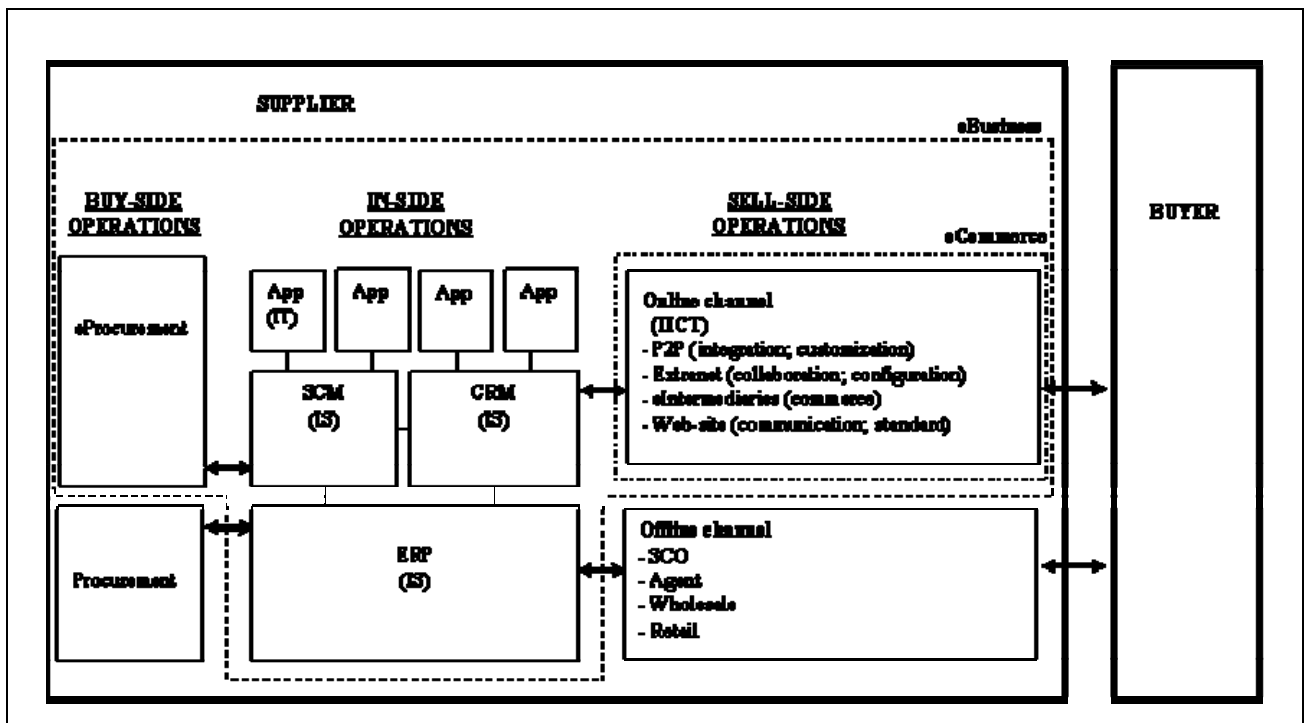 SUPPLIER
eBusiness
BUY-SIDE
OPERATIONS
IN-SIDE
OPERATIONS
SELL-SIDE
OPERATIONS
eCommerce
BUYER
eProcurement
App
(IT)
App
App
App
SCM
(IS)
CRM
(IS)
Online channel
(IICT)
- P2P (integration; customization)
- Extranet (collaboration; configuration)
- eIntermediaries (commerce)
- Web-site (communication; standard)
Procurement
ERP
(IS)
Offline channel
- SCO
- Agent
- Wholesale
- Retail